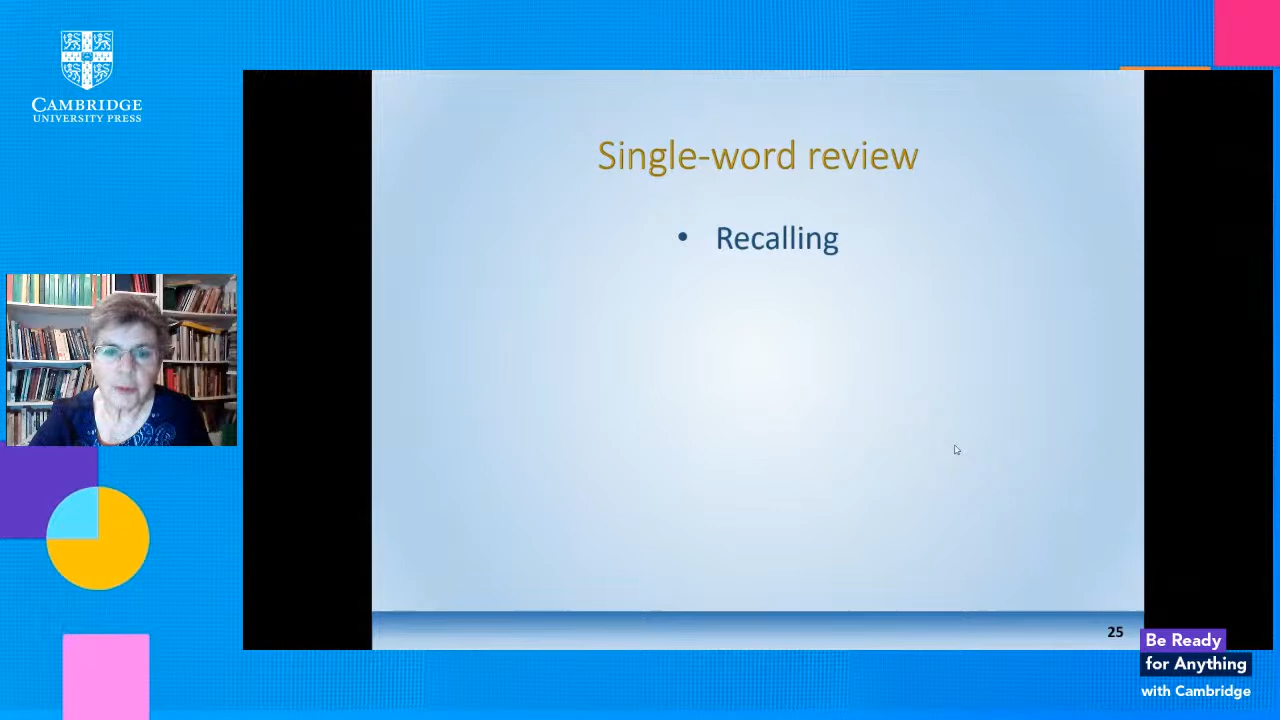 CAMBRIDGE
UNIVERSITY PRESS
Single-word review
• Recalling
25
Be Ready
for Anything
with Cambridge